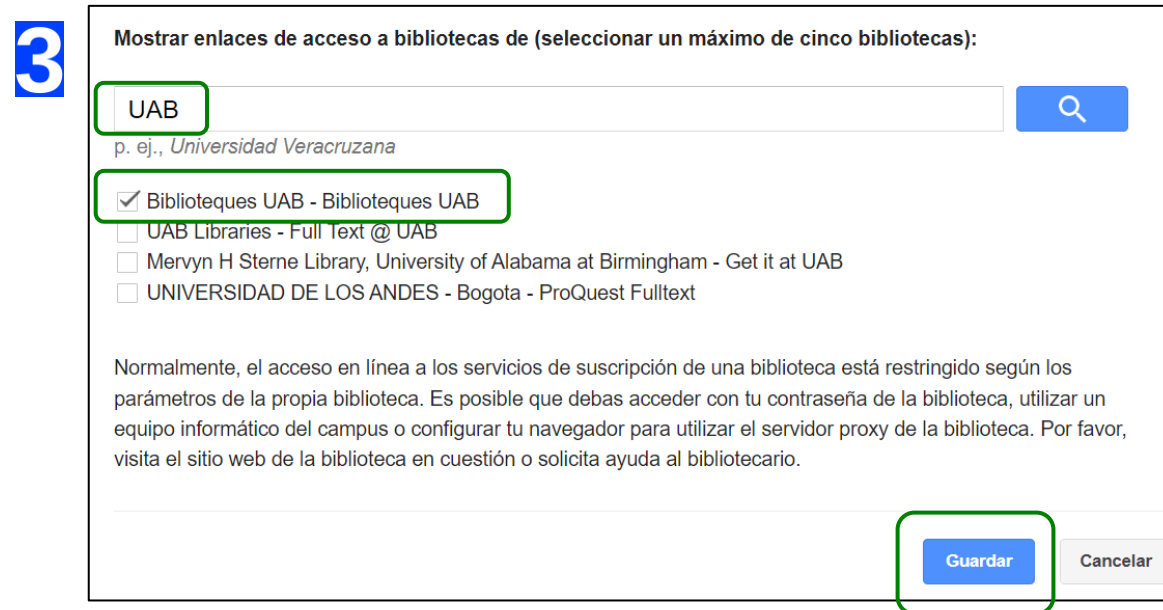 3
Mostrar enlaces de acceso a bibliotecas de (seleccionar un máximo de cinco bibliotecas):
UAB
p. ej., Universidad Veracruzana
Biblioteques UAB - Biblioteques UAB
UAB Libraries - Full Text @ UAB
Mervyn H Sterne Library, University of Alabama at Birmingham - Get it at UAB
UNIVERSIDAD DE LOS ANDES - Bogota - ProQuest Fulltext
Normalmente, el acceso en línea a los servicios de suscripción de una biblioteca está restringido según los
parámetros de la propia biblioteca. Es posible que debas acceder con tu contraseña de la biblioteca, utilizar un
equipo informático del campus o configurar tu navegador para utilizar el servidor proxy de la biblioteca. Por favor,
visita el sitio web de la biblioteca en cuestión o solicita ayuda al bibliotecario.
Guardar Cancelar